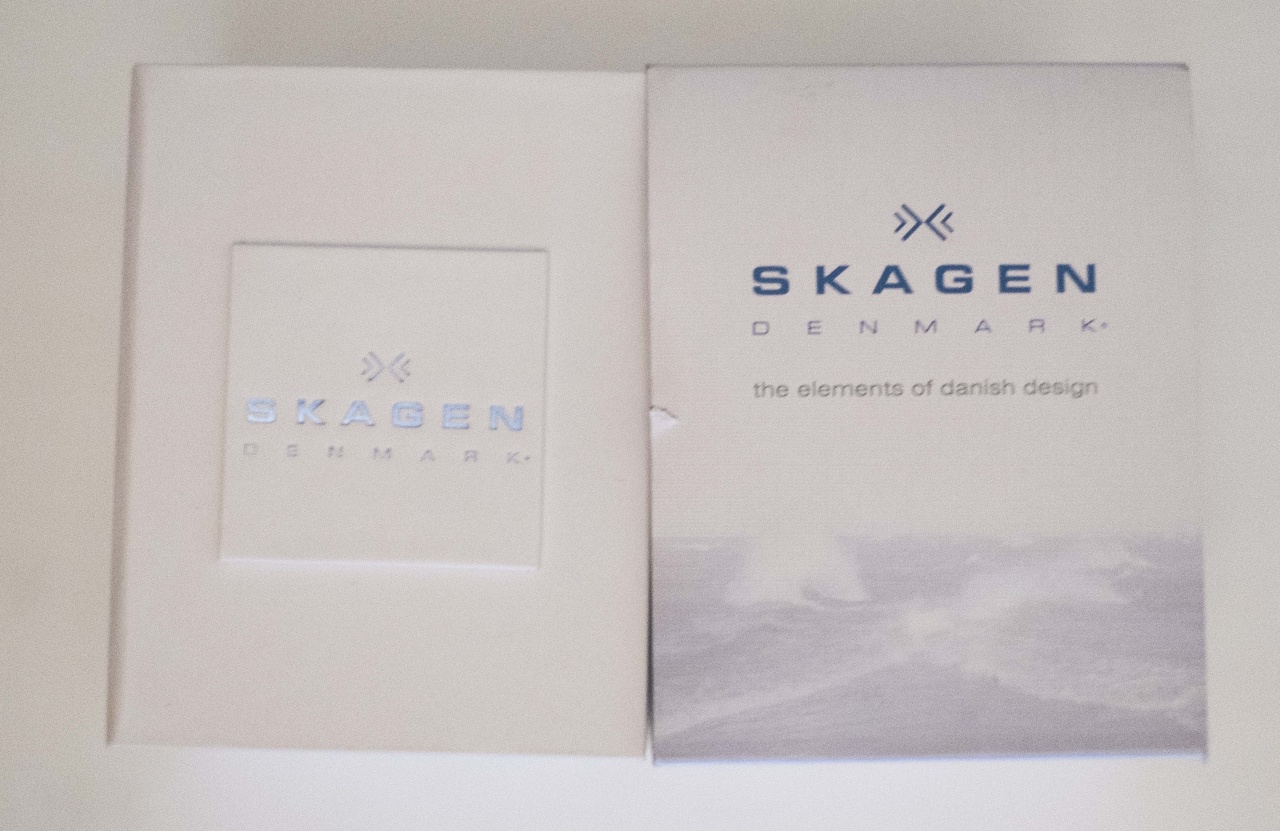 SKAGEN
DENMARK
SKAGEN
DENMARK
the elements of danish design